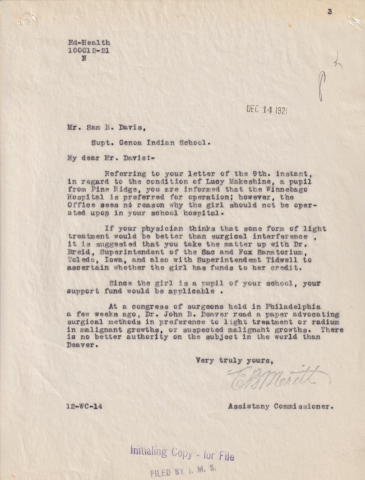 3
Ed-Health
100612-21
N
DEC 14 1921
Mr. Sam B. Davis,
Supt. Genoa Indian School.
My dear Mr. Davis:-
Referring to your letter of the 9th. instant,
in regard to the condition of Lucy Makeshine, a pupil
from Pine Ridge, you are informed that the Winnebago
Hospital is preferred for operation; however, the
Office sees no reason why the girl should not be oper-
ated upon in your school hospital.
If your physician thinks that some form of light
treatment would be better than surgical interference ,
it is suggested that you take the matter up with Dr.
Breid, Superintendent of the Sac and Fox Sanatorium,
Toledo, Iowa, and also with Superintendent Tidwell to
ascertain whether the girl has funds to her credit.
Since the girl is a pupil of your school, your
support fund would be applicable .
At a congress of surgeons held in Philadelphia
a few weeks ago, Dr. John B. Deaver read a paper advocating
surgical methods in preference to light treatment or radium
in malignant growths, or suspected malignant growths. There
is no better authority on the subject in the world than
Deaver.
Very truly yours,
E B Meritt
12-WC-14
Assistany Commissioner.
Initialing Copy - for File
FILED BY I. M. S.